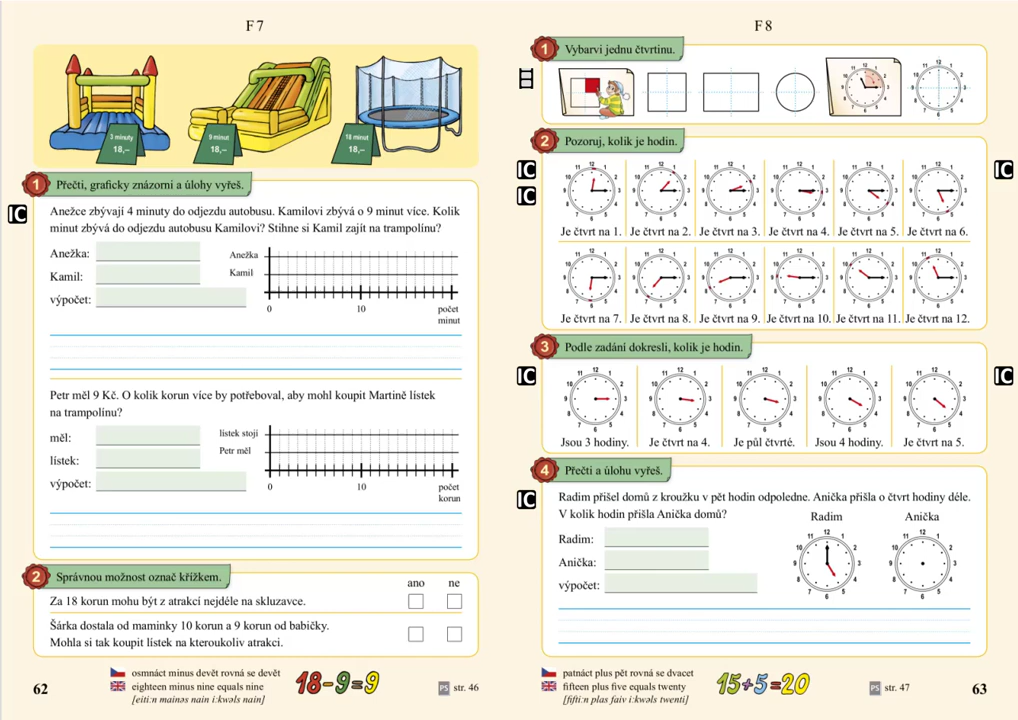 F 7
3 minuty
18,–
9 minut
18,–
18 minut
18,–
1 Přečti, graficky znázorni a úlohy vyřeš.
IC
Anežce zbývají 4 minuty do odjezdu autobusu. Kamilovi zbývá o 9 minut více. Kolik
minut zbývá do odjezdu autobusu Kamilovi? Stihne si Kamil zajít na trampolínu?
Anežka:
Kamil:
výpočet:
Anežka
Kamil
0 10 počet
minut
Petr měl 9 Kč. O kolik korun více by potřeboval, aby mohl koupit Martině lístek
na trampolínu?
měl:
lístek:
výpočet:
lístek stojí
Petr měl
0 10 počet
korun
2 Správnou možnost označ křížkem.
ano ne
Za 18 korun mohu být z atrakcí nejdéle na skluzavce.
Šárka dostala od maminky 10 korun a 9 korun od babičky.
Mohla si tak koupit lístek na kteroukoliv atrakci.
62
osmnáct minus devět rovná se devět
eighteen minus nine equals nine
[eiti:n mainəs nain i:kwəls nain]
18-9=9
PS str. 46
F 8
1 Vybarvi jednu čtvrtinu.
2 Pozoruj, kolik je hodin.
IC
IC
IC
Je čtvrt na 1. Je čtvrt na 2. Je čtvrt na 3. Je čtvrt na 4. Je čtvrt na 5. Je čtvrt na 6.
Je čtvrt na 7. Je čtvrt na 8. Je čtvrt na 9. Je čtvrt na 10. Je čtvrt na 11. Je čtvrt na 12.
3 Podle zadání dokresli, kolik je hodin.
IC
IC
Jsou 3 hodiny. Je čtvrt na 4. Je půl čtvrté. Jsou 4 hodiny. Je čtvrt na 5.
4 Přečti a úlohu vyřeš.
IC
Radim přišel domů z kroužku v pět hodin odpoledne. Anička přišla o čtvrt hodiny déle.
V kolik hodin přišla Anička domů?
Radim Anička
Radim:
Anička:
výpočet:
patnáct plus pět rovná se dvacet
fifteen plus five equals twenty
[fifti:n plas faiv i:kwəls twenti]
15+5=20
PS str. 47
63